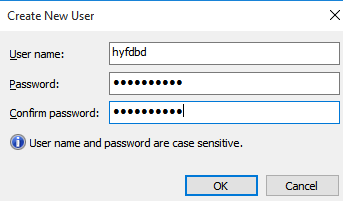 Create New User
User name: hyfdbd
Password: ●●●●●●●●●●
Confirm password: ●●●●●●●●●●
User name and password are case sensitive.
OK Cancel